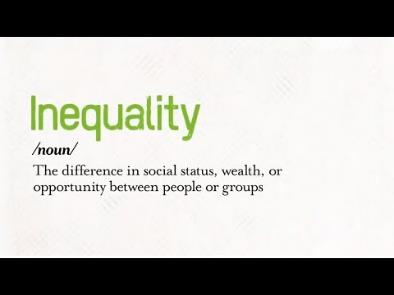 Inequality
/noun/
The difference in social status, wealth, or
opportunity between people or groups